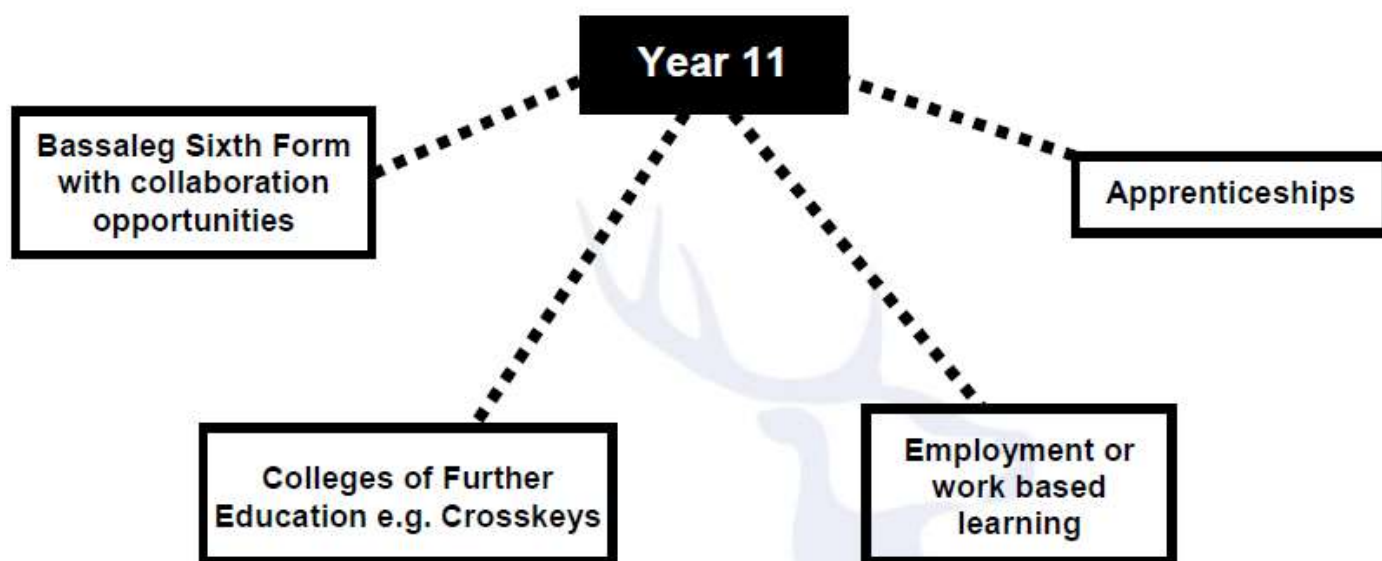 Year 11
Bassaleg Sixth Form
with collaboration
opportunities
Apprenticeships
Colleges of Further
Education e.g. Crosskeys
Employment or
work based
learning